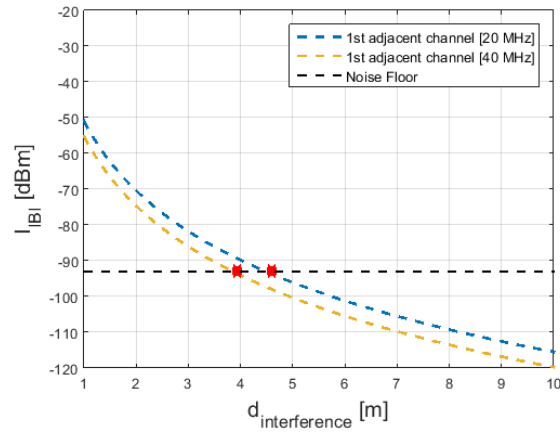 -20
-30
-40
-50
-60
-70
-80
-90
-100
-110
-120
I|B| [dBm]
1st adjacent channel [20 MHz]
1st adjacent channel [40 MHz]
Noise Floor
1 2 3 4 5 6 7 8 9 10
dinterference [m]